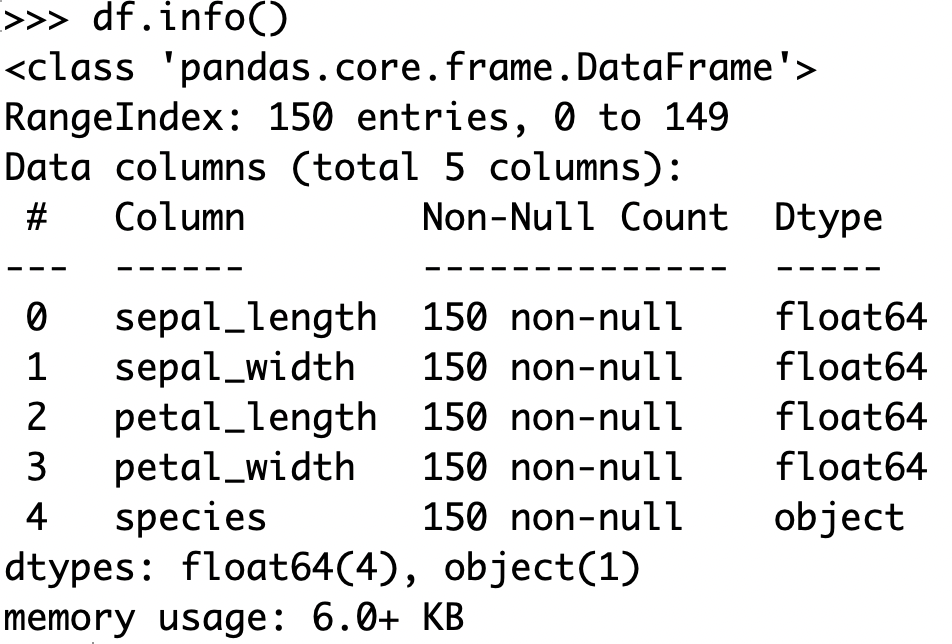 >>> df.info()
<class 'pandas.core.frame.DataFrame'>
RangeIndex: 150 entries, 0 to 149
Data columns (total 5 columns):
 #   Column        Non-Null Count  Dtype
---  ------        --------------  -----
 0   sepal_length  150 non-null    float64
 1   sepal_width   150 non-null    float64
 2   petal_length  150 non-null    float64
 3   petal_width   150 non-null    float64
 4   species       150 non-null    object
dtypes: float64(4), object(1)
memory usage: 6.0+ KB